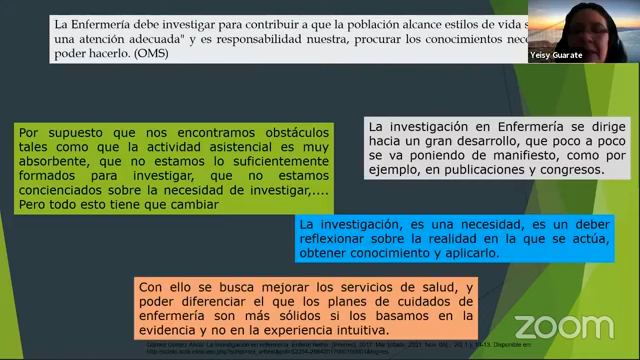 La Enfermería debe investigar para contribuir a que la población alcance estilos de vida
una atención adecuada" y es responsabilidad nuestra, procurar los conocimientos
poder hacerlo. (OMS)
Yeisy Guarate
Por supuesto que nos encontramos obstáculos
tales como que la actividad asistencial es muy
absorbente, que no estamos lo suficientemente
formados para investigar, que no estamos
concienciados sobre la necesidad de investigar,....
Pero todo esto tiene que cambiar
La investigación en Enfermería se dirige
hacia un gran desarrollo, que poco a poco
se va poniendo de manifiesto, como por
ejemplo, en publicaciones y congresos.
La investigación, es una necesidad, es un deber
reflexionar sobre la realidad en la que se actúa,
obtener conocimiento y aplicarlo.
Con ello se busca mejorar los servicios de salud, y
poder diferenciar el que los planes de cuidados de
enfermería son más sólidos si los basamos en la
evidencia y no en la experiencia intuitiva.
zoom